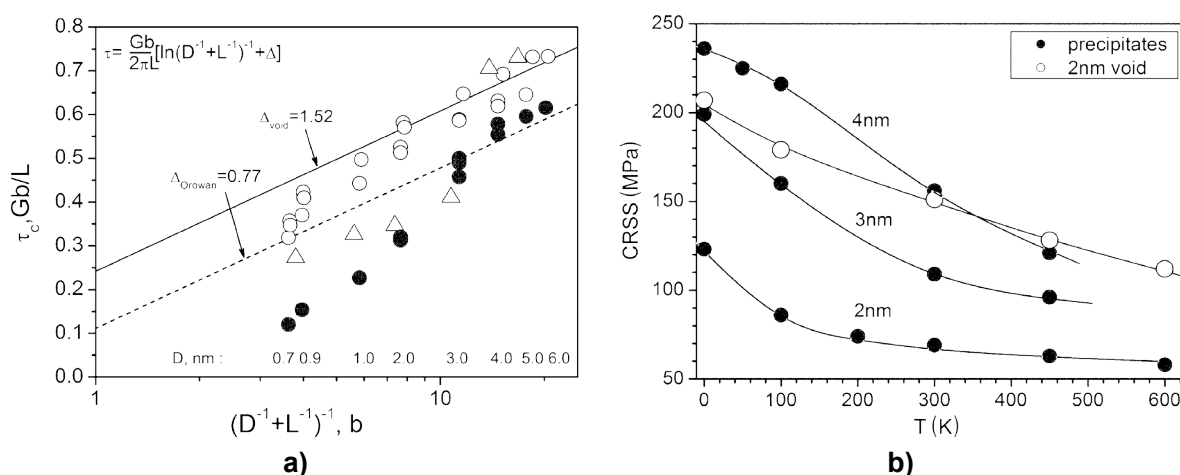 0.8
0.7
0.6
0.5
0.4
0.3
0.2
0.1
0.0
τc,Gb/L
τ= Gb/2πL [ln(D⁻¹+L⁻¹)⁻¹+Δ]
Δvoid=1.52
ΔOrowan=0.77
D, nm : 0.7 0.9 1.0 2.0 3.0 4.0 5.0 6.0
1 10
(D⁻¹+L⁻¹)⁻¹, b
a)
250
200
150
100
50
CRSS (MPa)
precipitates
2nm void
4nm
3nm
2nm
0 100 200 300 400 500 600
T (K)
b)